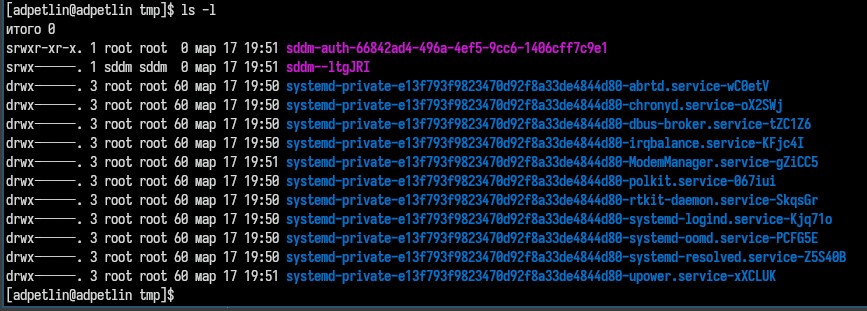 [adpetlin@adpetlin tmp]$ ls -l
итого 0
srwxr-xr-x. 1 root root  0 мар 17 19:51 sddm-auth-66842ad4-496a-4ef5-9cc6-1406cff7c9e1
srwx------. 1 sddm sddm  0 мар 17 19:51 sddm--ltgJRI
drwx------. 3 root root 60 мар 17 19:50 systemd-private-e13f793f9823470d92f8a33de4844d80-abrtd.service-wC0etV
drwx------. 3 root root 60 мар 17 19:50 systemd-private-e13f793f9823470d92f8a33de4844d80-chronyd.service-oX2SWj
drwx------. 3 root root 60 мар 17 19:50 systemd-private-e13f793f9823470d92f8a33de4844d80-dbus-broker.service-tZC1Z6
drwx------. 3 root root 60 мар 17 19:50 systemd-private-e13f793f9823470d92f8a33de4844d80-irqbalance.service-KFjc4I
drwx------. 3 root root 60 мар 17 19:51 systemd-private-e13f793f9823470d92f8a33de4844d80-ModemManager.service-gZiCC5
drwx------. 3 root root 60 мар 17 19:50 systemd-private-e13f793f9823470d92f8a33de4844d80-polkit.service-067iui
drwx------. 3 root root 60 мар 17 19:50 systemd-private-e13f793f9823470d92f8a33de4844d80-rtkit-daemon.service-SkqsGr
drwx------. 3 root root 60 мар 17 19:50 systemd-private-e13f793f9823470d92f8a33de4844d80-systemd-logind.service-Kjq71o
drwx------. 3 root root 60 мар 17 19:50 systemd-private-e13f793f9823470d92f8a33de4844d80-systemd-oomd.service-PCFG5E
drwx------. 3 root root 60 мар 17 19:50 systemd-private-e13f793f9823470d92f8a33de4844d80-systemd-resolved.service-Z5S40B
drwx------. 3 root root 60 мар 17 19:51 systemd-private-e13f793f9823470d92f8a33de4844d80-upower.service-xXCLUK
[adpetlin@adpetlin tmp]$